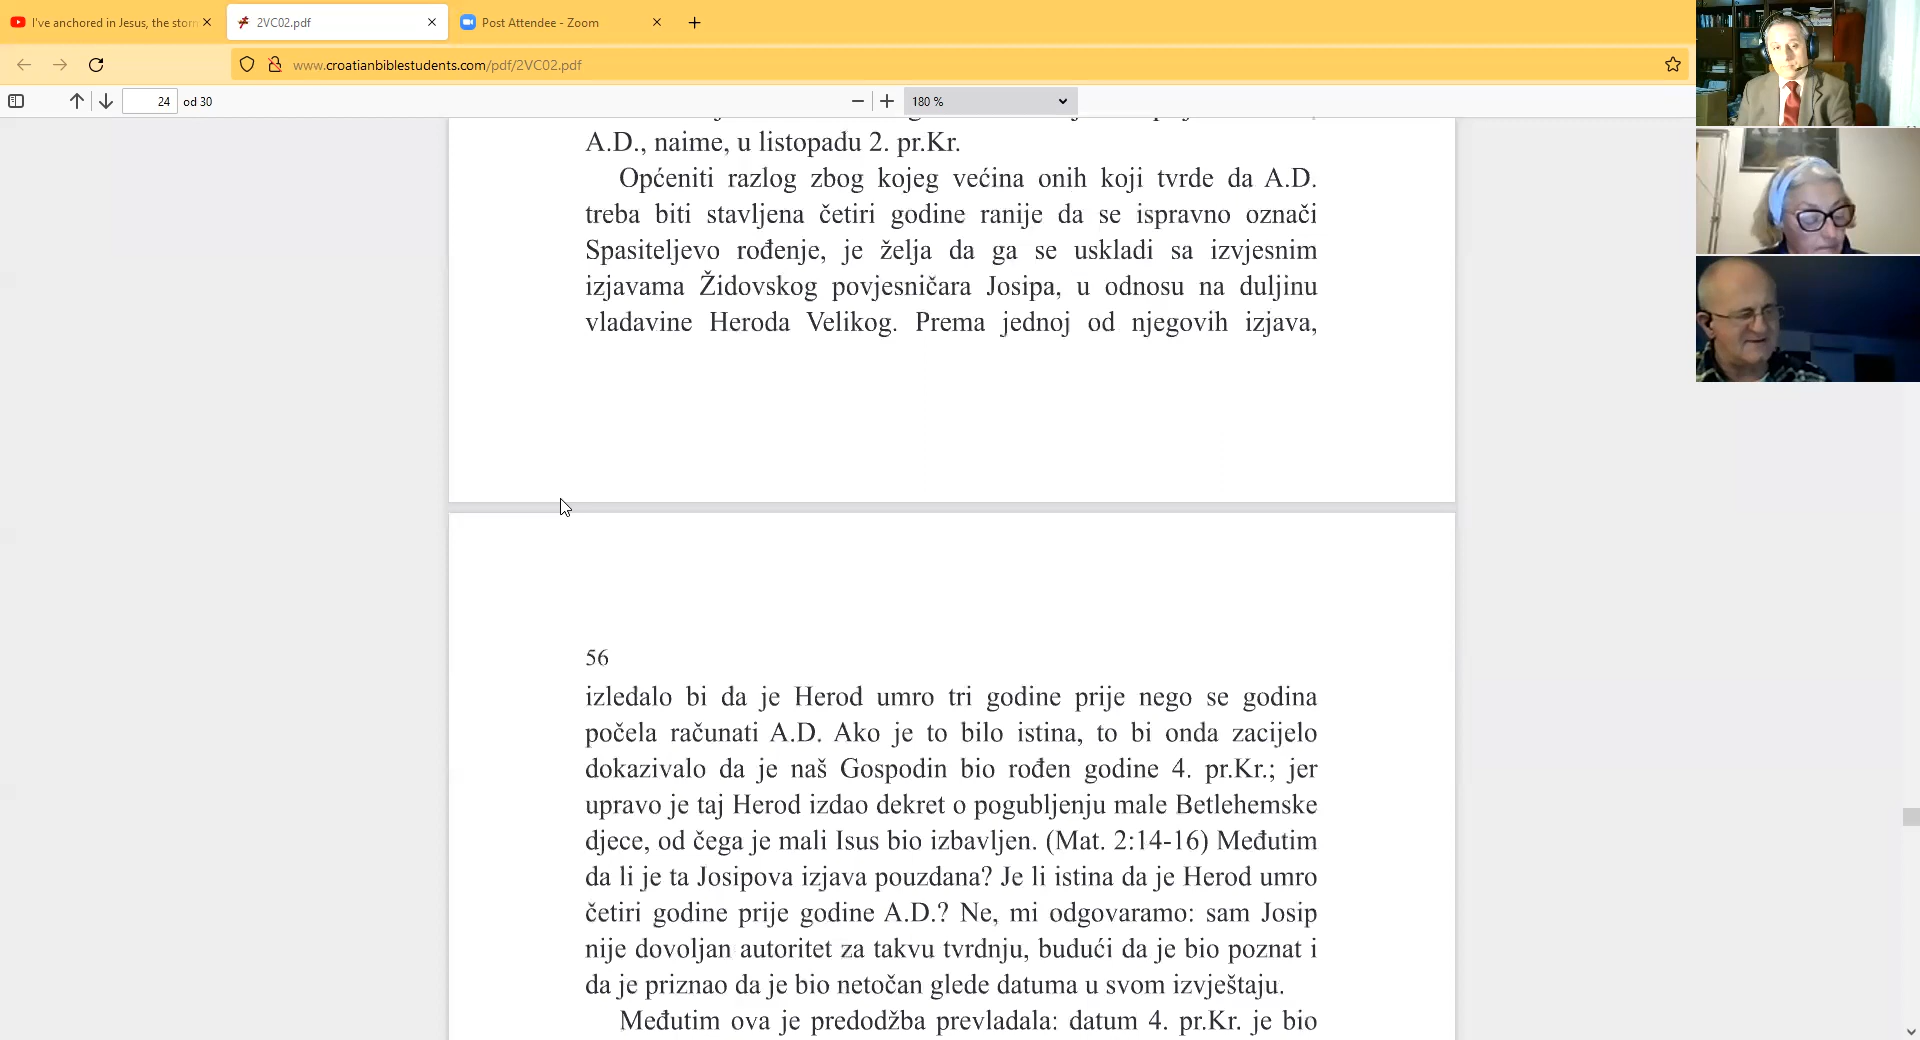 I've anchored in Jesus, the storn
2VC02.pdf
Post Attendee - Zoom
www.croatianbiblestudents.com/pdf/2VC02.pdf
24 od 30
180 %
A.D., naime, u listopadu 2. pr.Kr.
Općeniti razlog zbog kojeg većina onih koji tvrde da A.D.
treba biti stavljena četiri godine ranije da se ispravno označi
Spasiteljevo rođenje, je želja da ga se uskladi sa izvjesnim
izjavama Židovskog povjesničara Josipa, u odnosu na duljinu
vladavine Heroda Velikog. Prema jednoj od njegovih izjava,
56
izledalo bi da je Herod umro tri godine prije nego se godina
počela računati A.D. Ako je to bilo istina, to bi onda zacijelo
dokazivalo da je naš Gospodin bio rođen godine 4. pr.Kr.; jer
upravo je taj Herod izdao dekret o pogubljenju male Betlehemske
djece, od čega je mali Isus bio izbavljen. (Mat. 2:14-16) Međutim
da li je ta Josipova izjava pouzdana? Je li istina da je Herod umro
četiri godine prije godine A.D.? Ne, mi odgovaramo: sam Josip
nije dovoljan autoritet za takvu tvrdnju, budući da je bio poznat i
da je priznao da je bio netočan glede datuma u svom izvještaju.
Međutim ova je predodžba prevladala: datum 4. pr.Kr. je bio